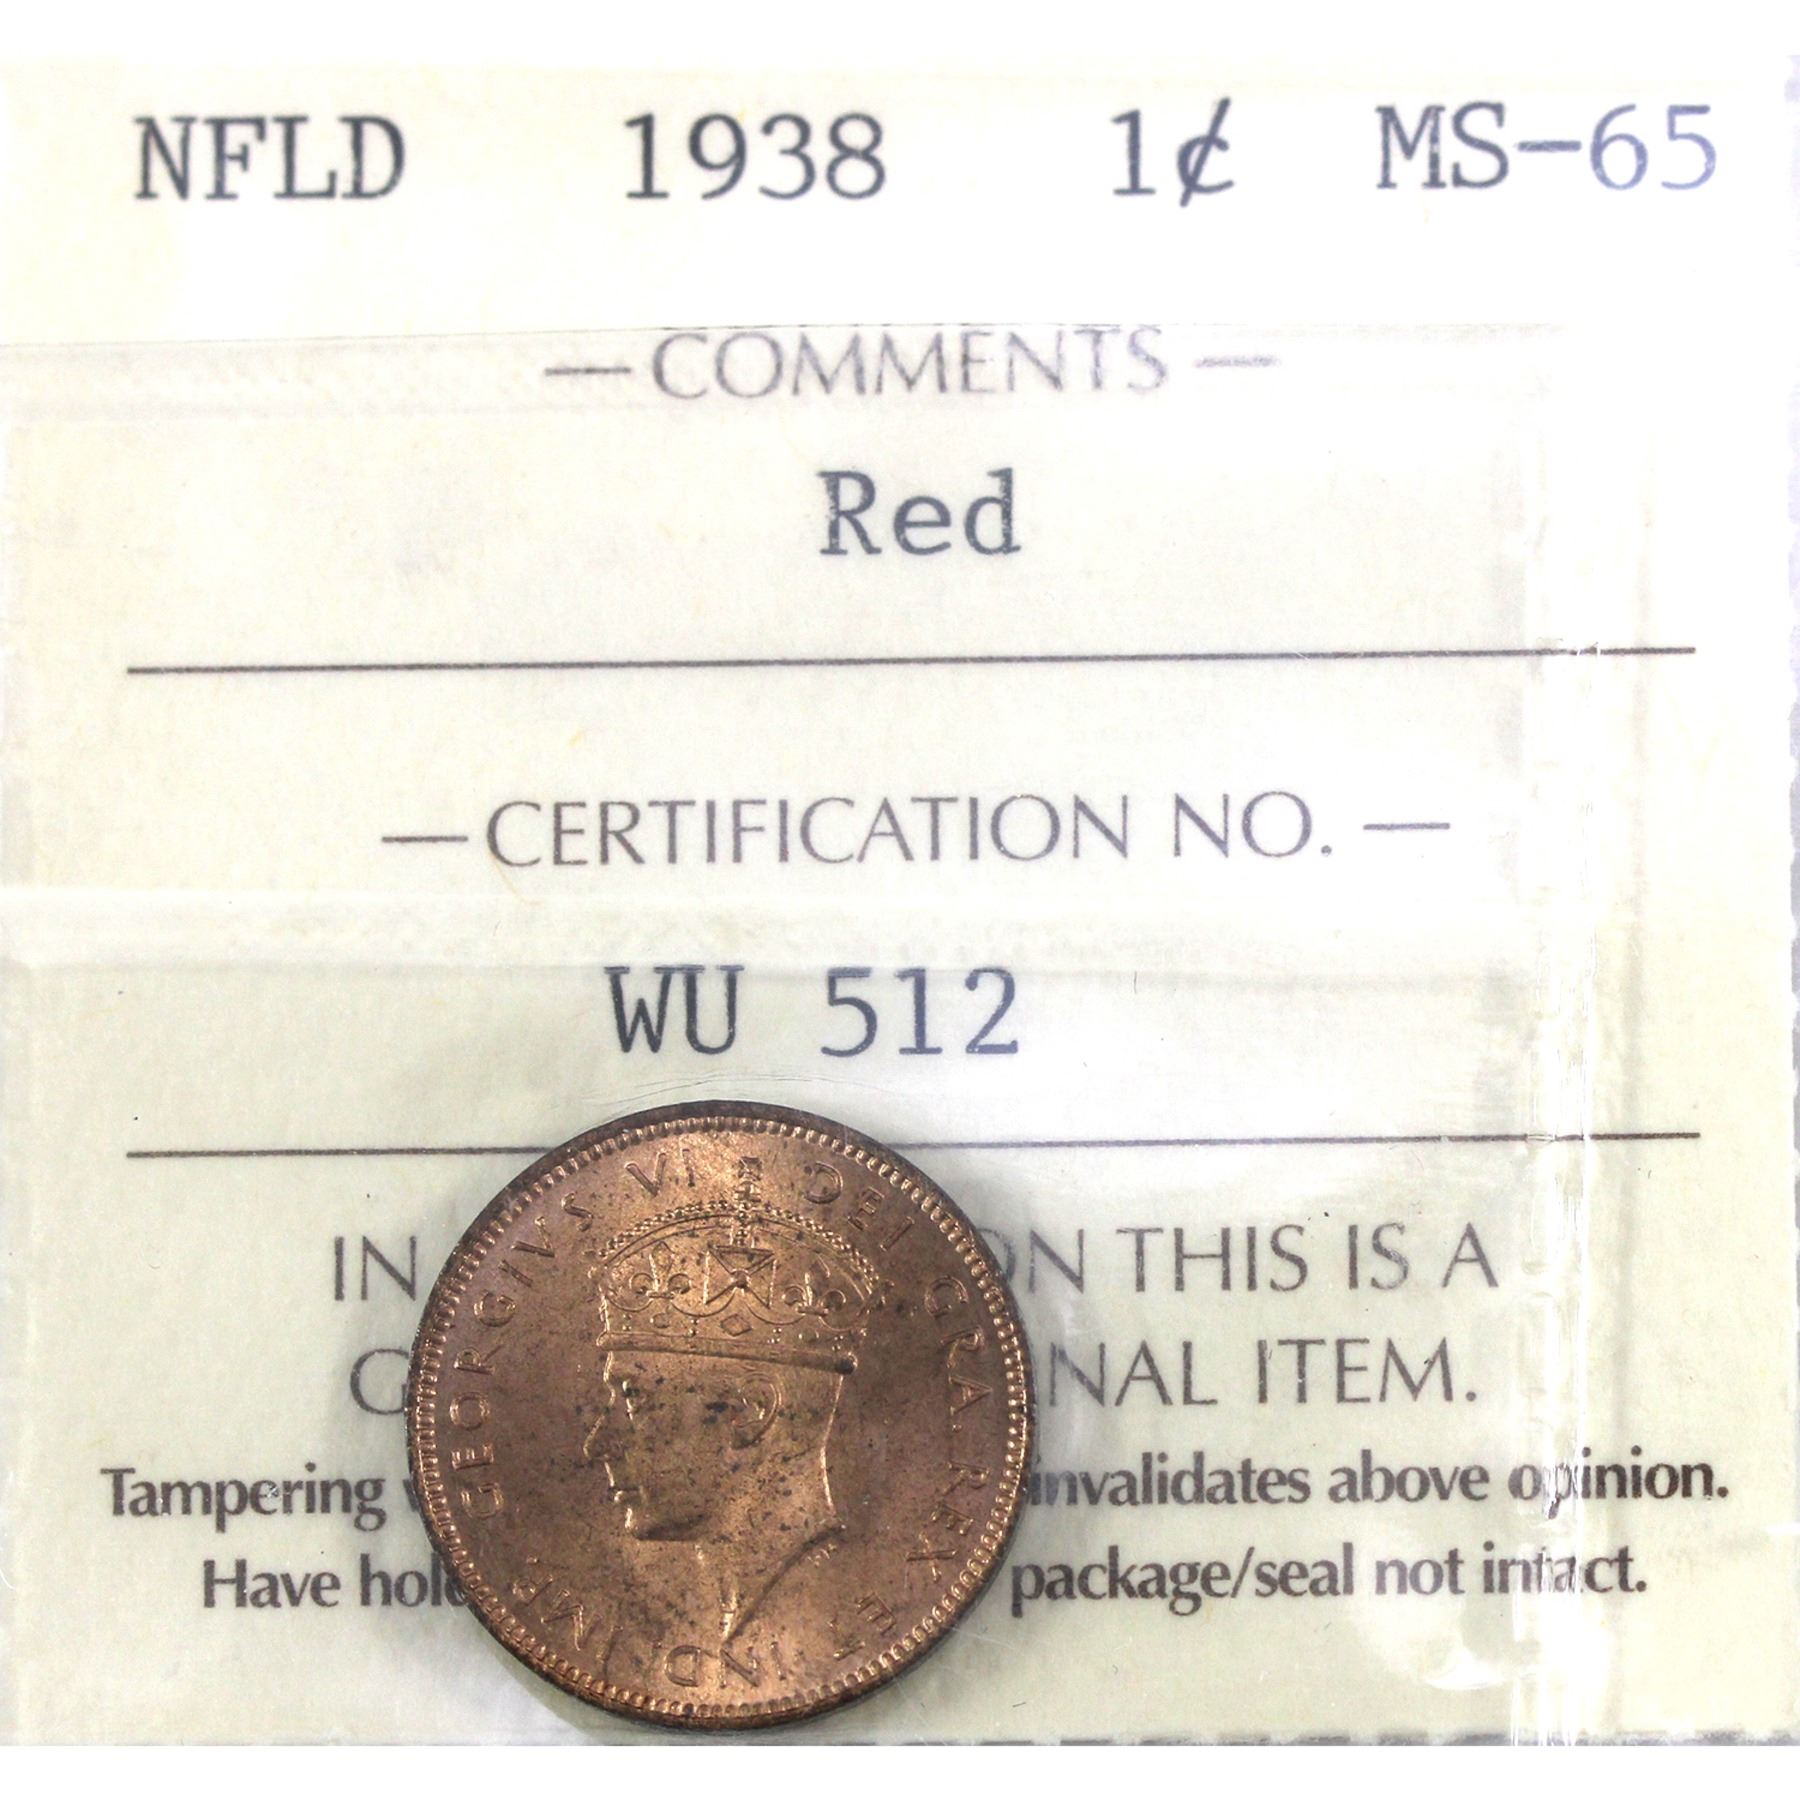 NFLD 1938 1¢ MS-65
— COMMENTS —
Red
— CERTIFICATION NO. —
WU 512
IN ON THIS IS A
NAL ITEM.
Tampering invalidates above opinion.
Have package/seal not intact.
GEORGIVS VI DEI GRA. REX ET IND. IMP.